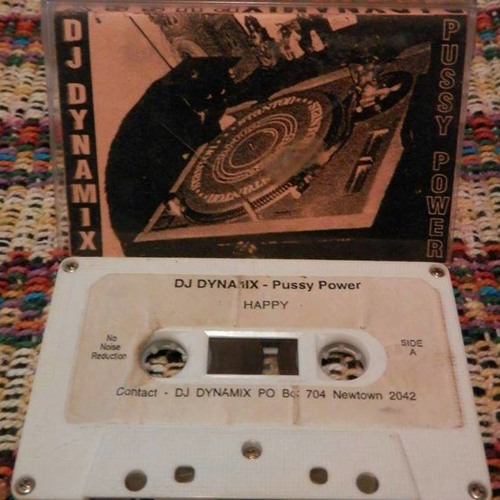 DJ DYNAMIX
PUSSY POWER
DJ DYNAMIX - Pussy Power
HAPPY
No
Noise
Reduction
SIDE
A
Contact - DJ DYNAMIX PO Box 704 Newtown 2042